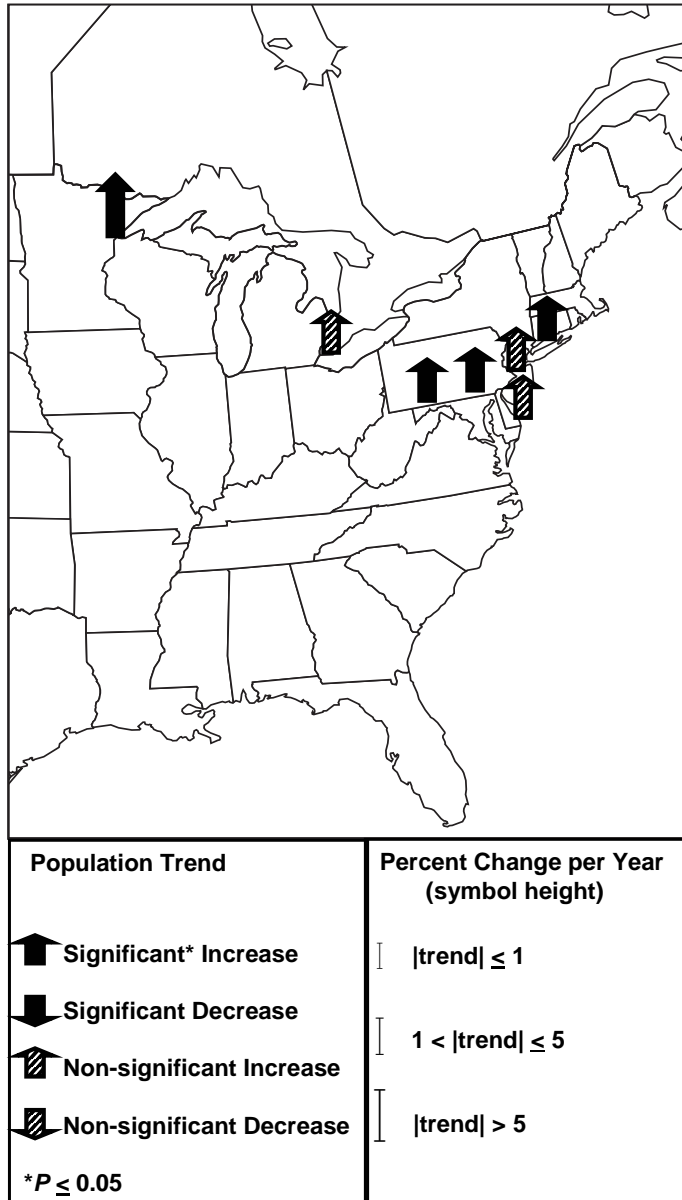 Population Trend
Significant* Increase
Significant Decrease
Non-significant Increase
Non-significant Decrease
*P ≤ 0.05
Percent Change per Year
(symbol height)
|trend| ≤ 1
1 < |trend| ≤ 5
|trend| > 5